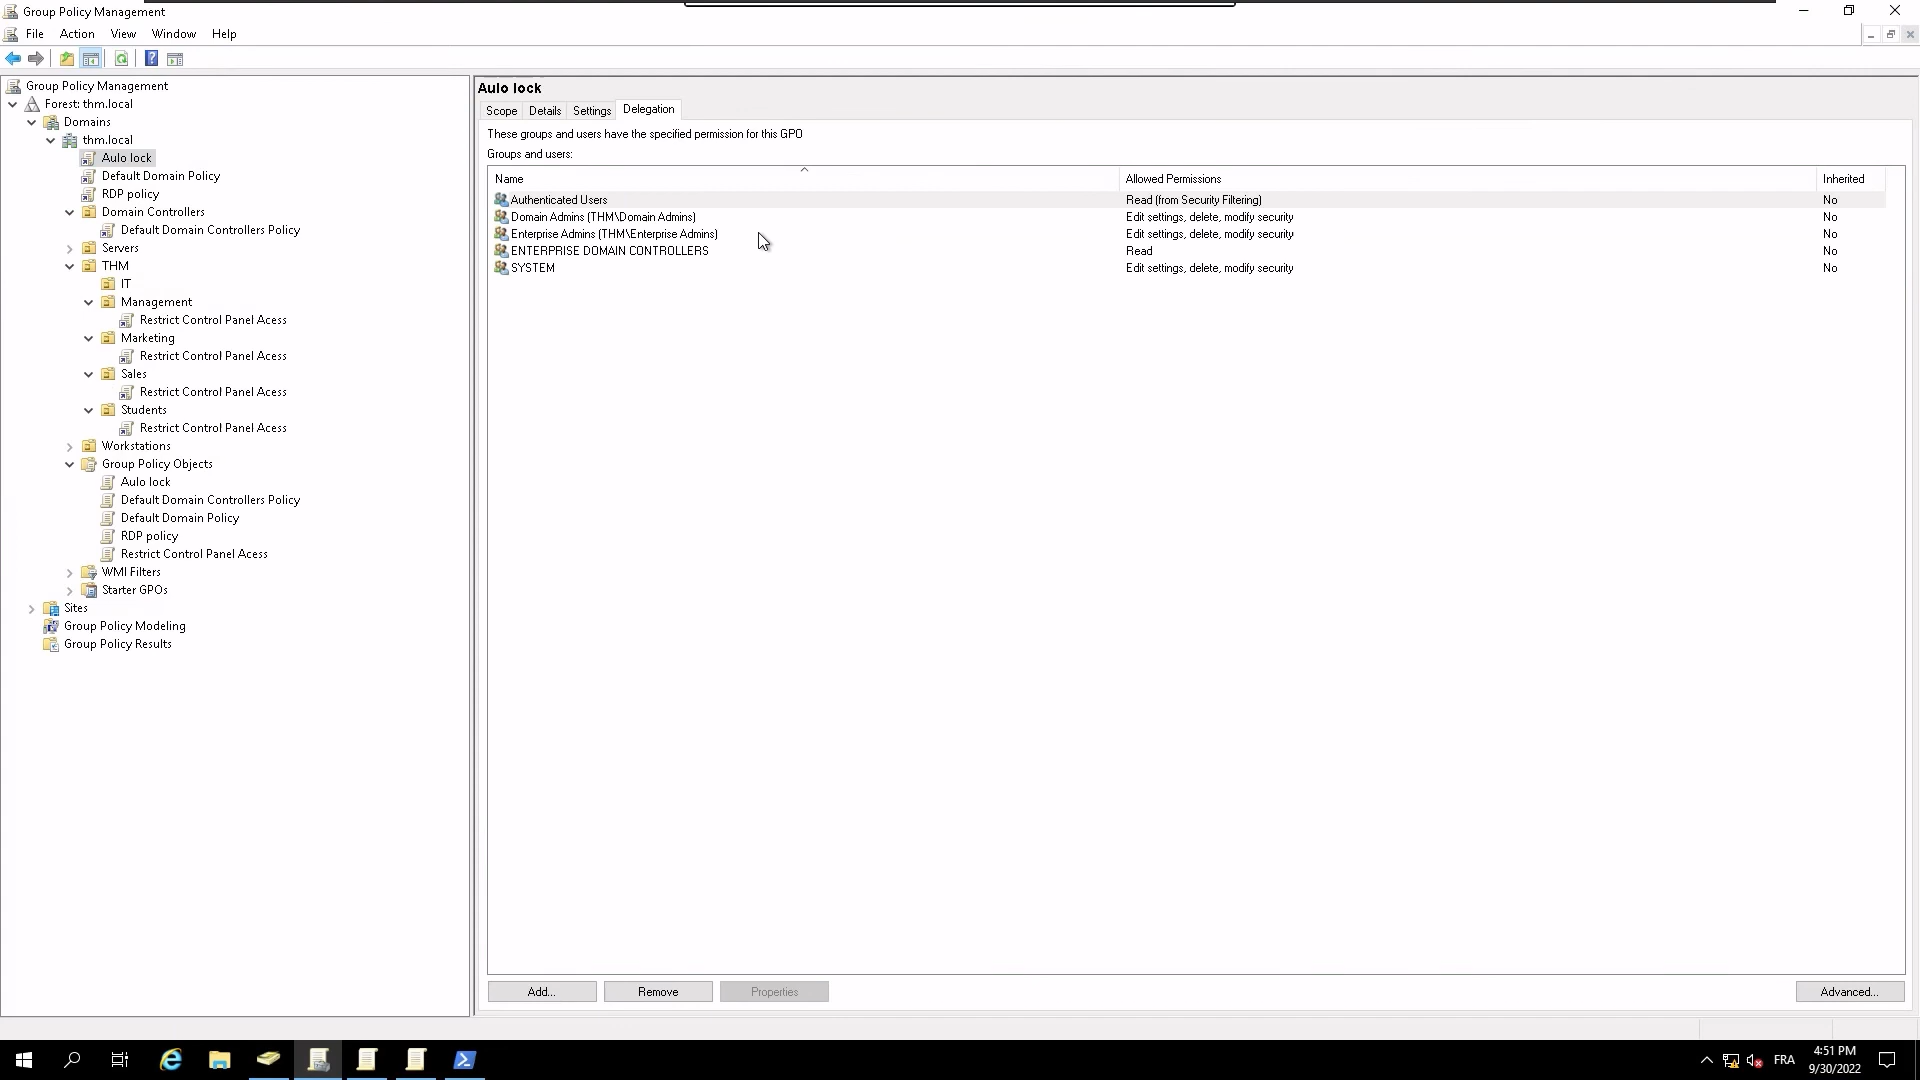 Group Policy Management
File Action View Window Help
Group Policy Management
Forest: thm.local
Domains
thm.local
Aulo lock
Default Domain Policy
RDP policy
Domain Controllers
Default Domain Controllers Policy
Servers
THM
IT
Management
Restrict Control Panel Acess
Marketing
Restrict Control Panel Acess
Sales
Restrict Control Panel Acess
Students
Restrict Control Panel Acess
Workstations
Group Policy Objects
Aulo lock
Default Domain Controllers Policy
Default Domain Policy
RDP policy
Restrict Control Panel Acess
WMI Filters
Starter GPOs
Sites
Group Policy Modeling
Group Policy Results
Aulo lock
Scope Details Settings Delegation
These groups and users have the specified permission for this GPO
Groups and users:
Name Allowed Permissions Inherited
Authenticated Users Read (from Security Filtering) No
Domain Admins (THM\Domain Admins) Edit settings, delete, modify security No
Enterprise Admins (THM\Enterprise Admins) Edit settings, delete, modify security No
ENTERPRISE DOMAIN CONTROLLERS Read No
SYSTEM Edit settings, delete, modify security No
Add... Remove Properties Advanced...
FRA
4:51 PM
9/30/2022